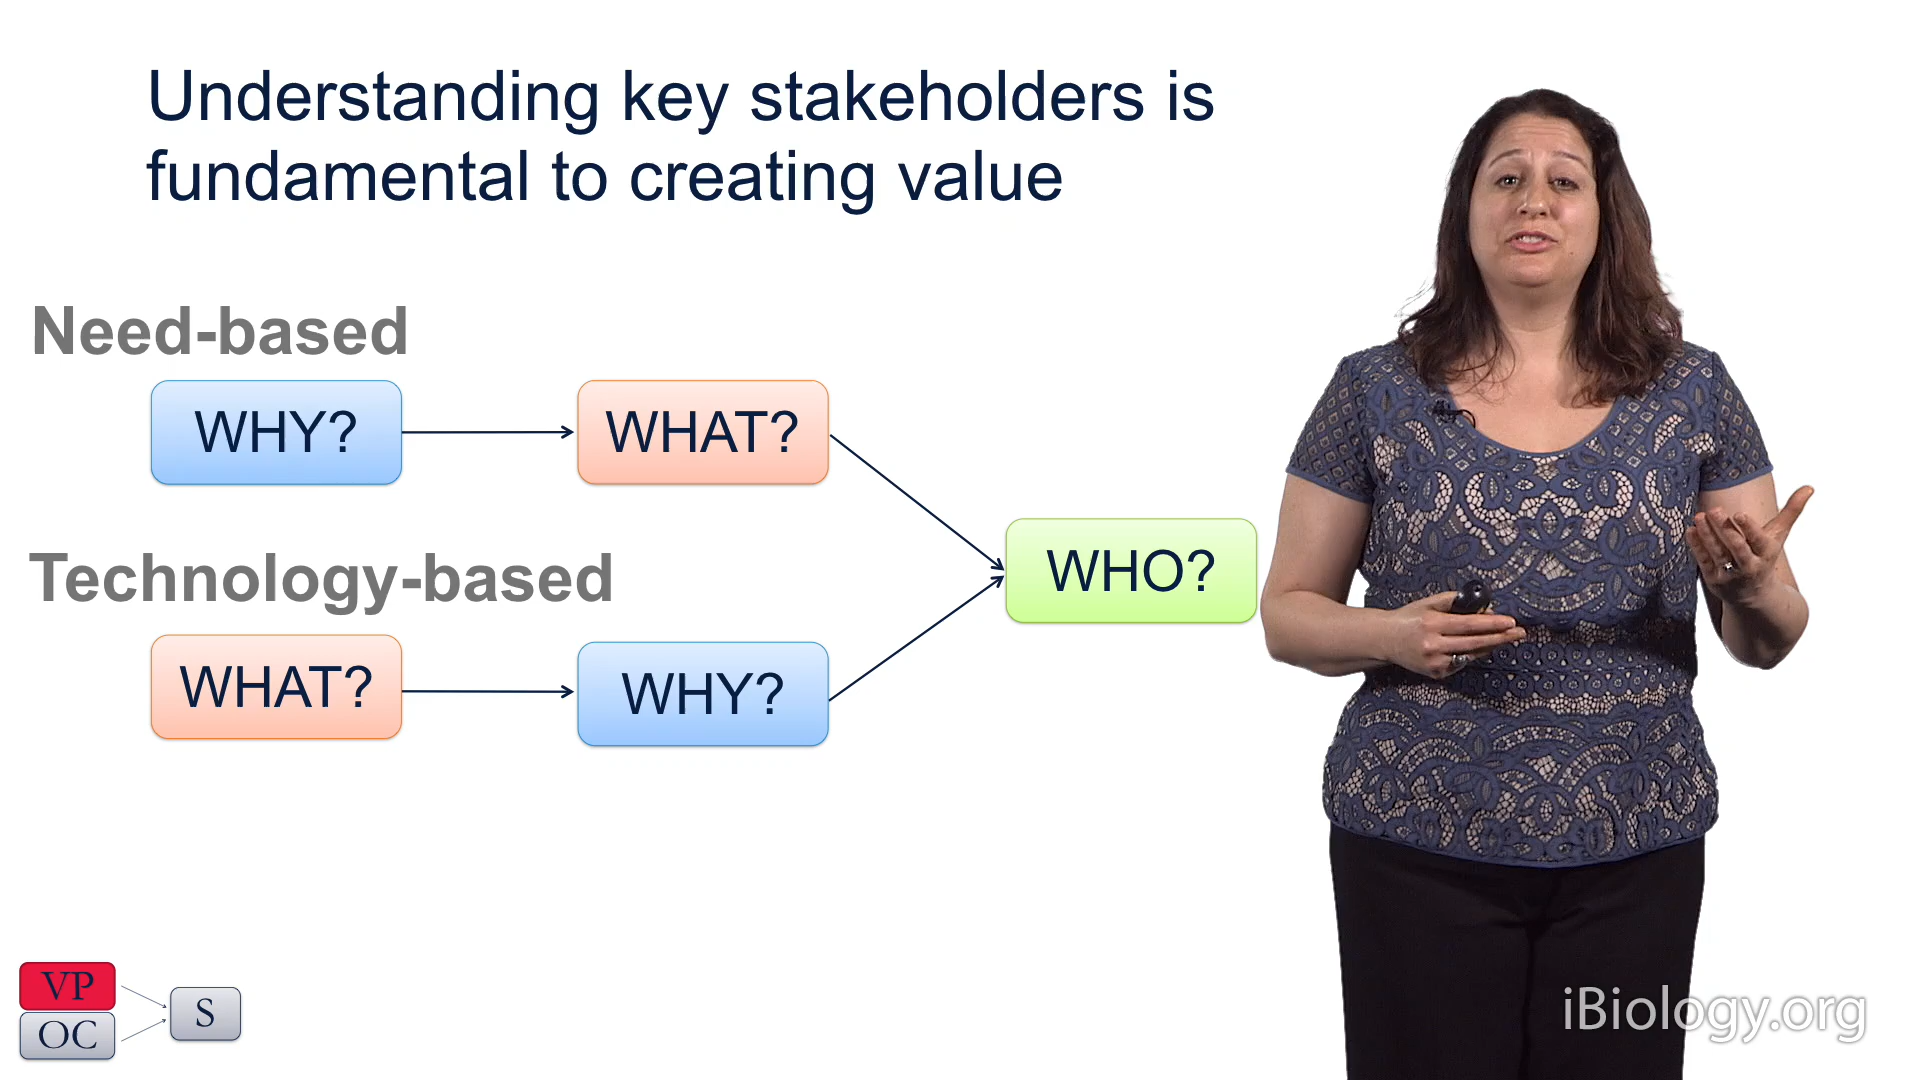 Understanding key stakeholders is
fundamental to creating value
Need-based
WHY?
WHAT?
WHO?
Technology-based
WHAT?
WHY?
VP
OC
S
iBiology.org